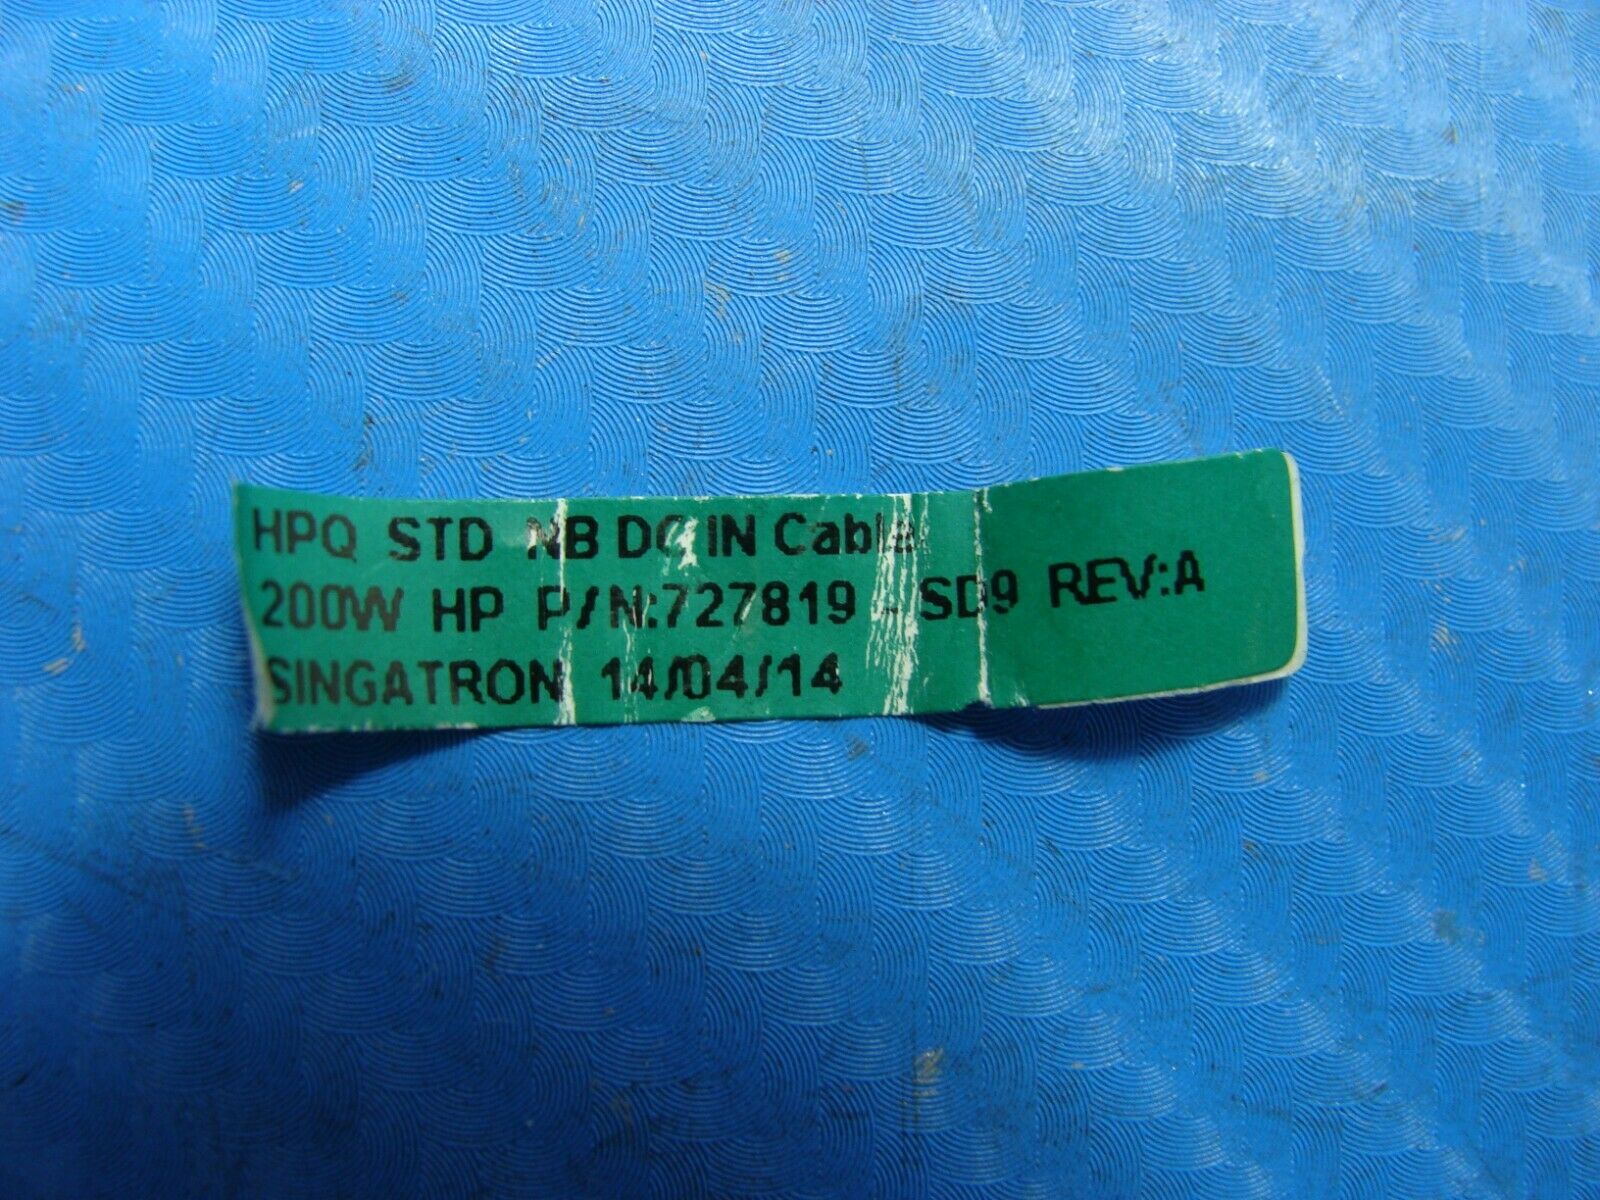 HPQ STD NB DC IN Cable
200W HP P/N:727819 - SD9 REV:A
SINGATRON 14/04/14